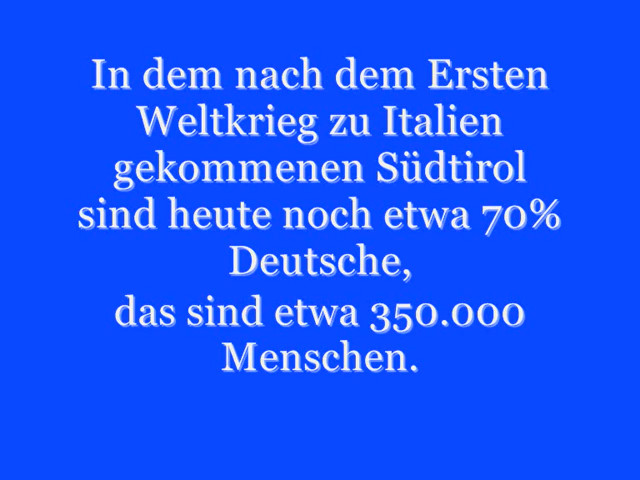 In dem nach dem Ersten
Weltkrieg zu Italien
gekommenen Südtirol
sind heute noch etwa 70%
Deutsche,
das sind etwa 350.000
Menschen.